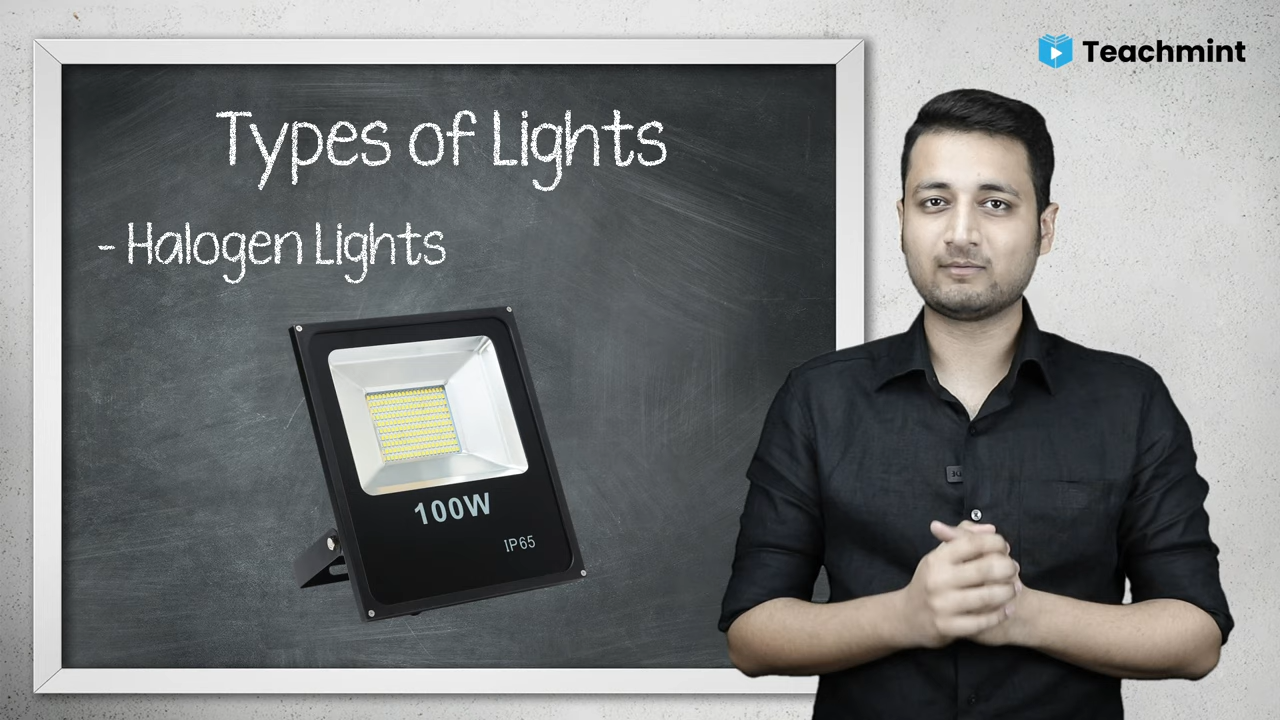 Teachmint
Types of Lights
- Halogen Lights
100W
IP65